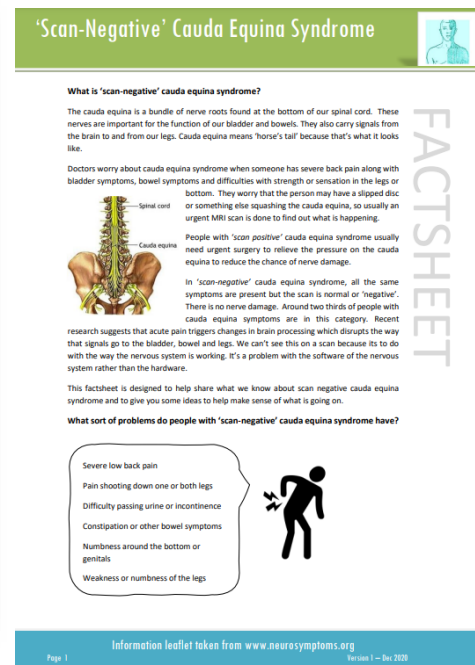 'Scan-Negative' Cauda Equina Syndrome
What is 'scan-negative' cauda equina syndrome?
The cauda equina is a bundle of nerve roots found at the bottom of our spinal cord. These
nerves are important for the function of our bladder and bowels. They also carry signals from
the brain to and from our legs. Cauda equina means 'horse's tail' because that's what it looks
like.
Doctors worry about cauda equina syndrome when someone has severe back pain along with
bladder symptoms, bowel symptoms and difficulties with strength or sensation in the legs or
bottom. They worry that the person may have a slipped disc
or something else squashing the cauda equina, so usually an
urgent MRI scan is done to find out what is happening.
Spinal cord
Cauda equina
People with 'scan positive' cauda equina syndrome usually
need urgent surgery to relieve the pressure on the cauda
equina to reduce the chance of nerve damage.
In 'scan-negative' cauda equina syndrome, all the same
symptoms are present but the scan is normal or 'negative'.
There is no nerve damage. Around two thirds of people with
cauda equina symptoms are in this category. Recent
research suggests that acute pain triggers changes in brain processing which disrupts the way
that signals go to the bladder, bowel and legs. We can't see this on a scan because its to do
with the way the nervous system is working. It's a problem with the software of the nervous
system rather than the hardware.
This factsheet is designed to help share what we know about scan negative cauda equina
syndrome and to give you some ideas to help make sense of what is going on.
What sort of problems do people with 'scan-negative' cauda equina syndrome have?
Severe low back pain
Pain shooting down one or both legs
Difficulty passing urine or incontinence
Constipation or other bowel symptoms
Numbness around the bottom or
genitals
Weakness or numbness of the legs
FACTSHEET
Information leaflet taken from www.neurosymptoms.org
Page 1
Version 1 – Dec 2020